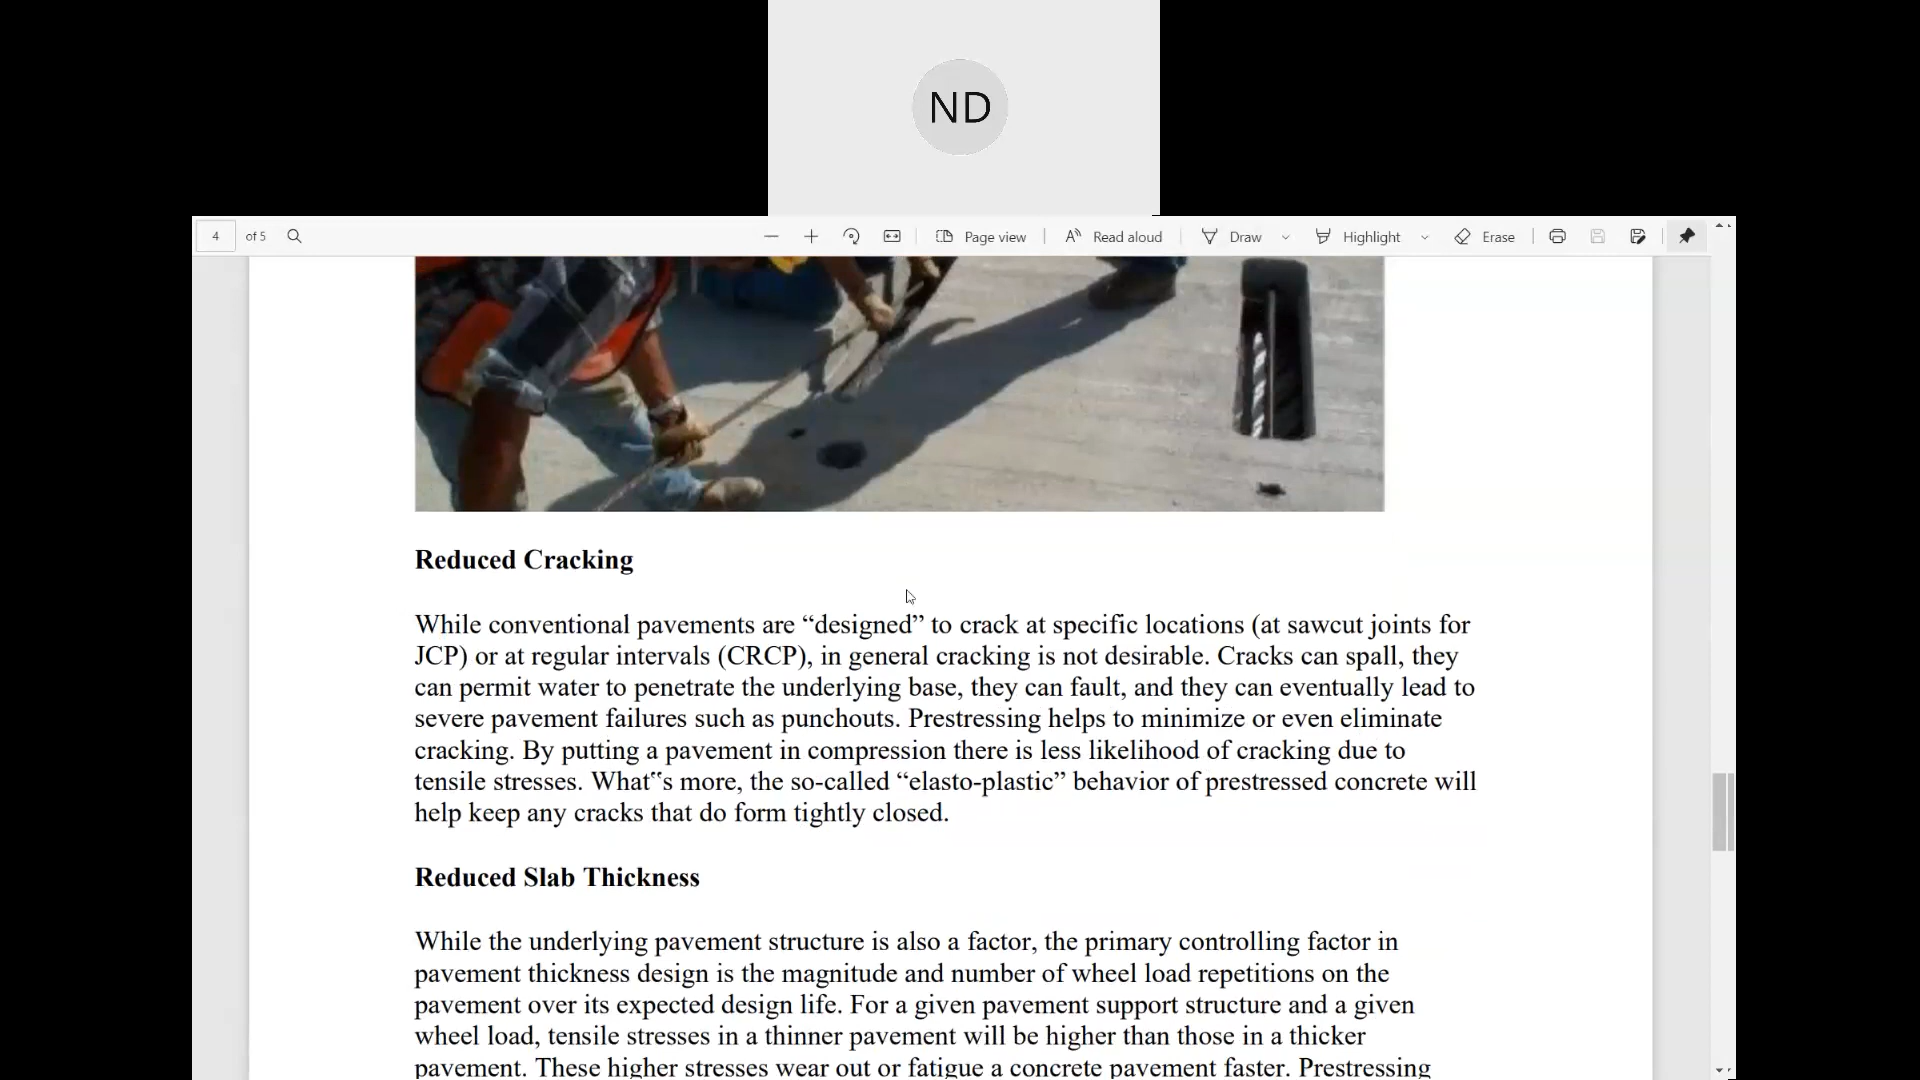 ND
4 of 5 Page view Read aloud Draw Highlight Erase
Reduced Cracking
While conventional pavements are “designed” to crack at specific locations (at sawcut joints for
JCP) or at regular intervals (CRCP), in general cracking is not desirable. Cracks can spall, they
can permit water to penetrate the underlying base, they can fault, and they can eventually lead to
severe pavement failures such as punchouts. Prestressing helps to minimize or even eliminate
cracking. By putting a pavement in compression there is less likelihood of cracking due to
tensile stresses. What‟s more, the so-called “elasto-plastic” behavior of prestressed concrete will
help keep any cracks that do form tightly closed.
Reduced Slab Thickness
While the underlying pavement structure is also a factor, the primary controlling factor in
pavement thickness design is the magnitude and number of wheel load repetitions on the
pavement over its expected design life. For a given pavement support structure and a given
wheel load, tensile stresses in a thinner pavement will be higher than those in a thicker
pavement. These higher stresses wear out or fatigue a concrete pavement faster. Prestressing